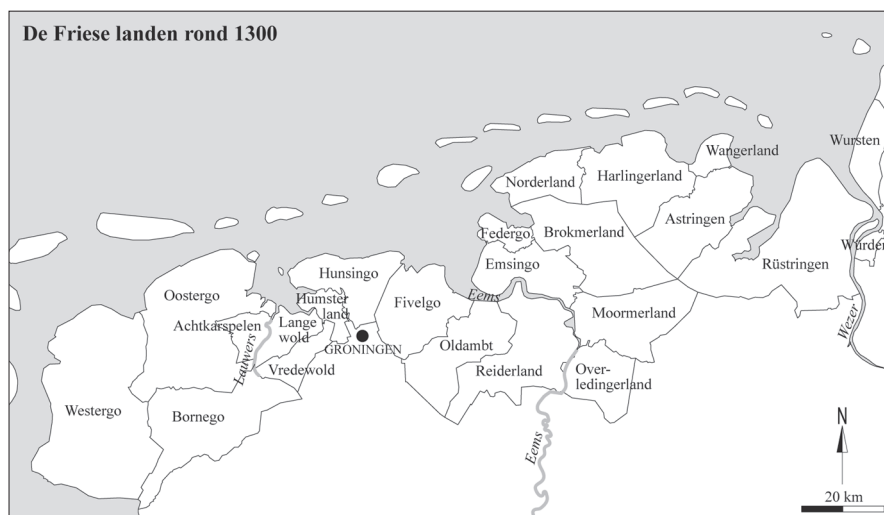 De Friese landen rond 1300
Wursten
Wangerland
Harlingerland
Norderland
Astringen
Federgo
Brokmerland
Würden
Emsingo
Rüstringen
Hunsingo
Oostergo
Eems
Humster
land
Fivelgo
Moormerland
Achtkarspelen
Lange
wold
Wezer
Oldambt
GRONINGEN
Lauwers
Vredewold
Reiderland
Over-
ledingerland
Westergo
Bornego
N
Eems
20 km